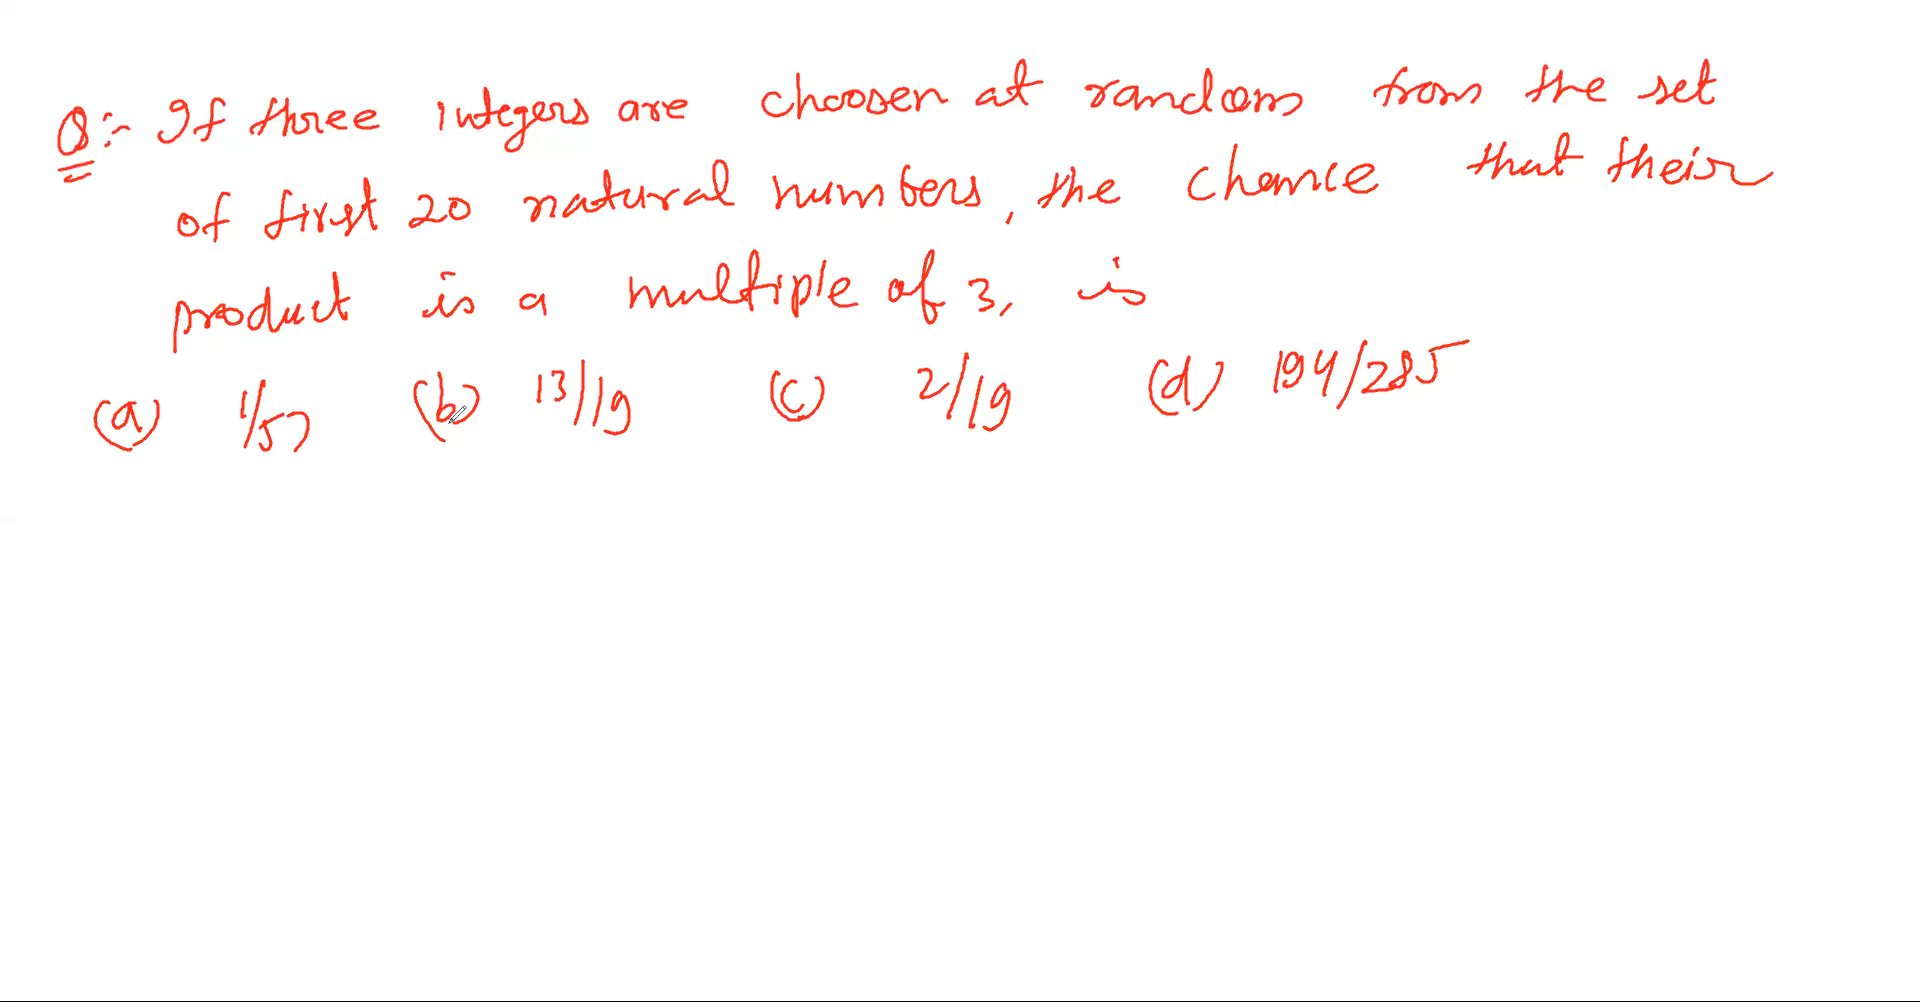 Q:- If three integers are choosen at random from the set
of first 20 natural numbers, the chance that their
product is a multiple of 3, is
(a) 1/57 (b) 13/19 (c) 2/19 (d) 194/285